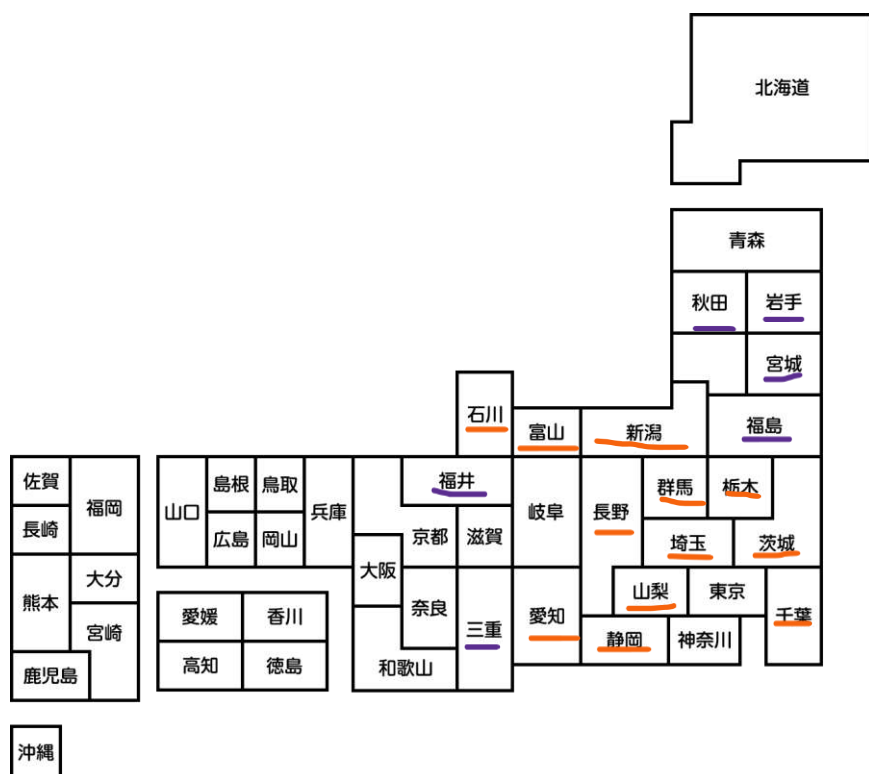 北海道
青森
秋田
岩手
宮城
福島
石川
富山
新潟
福井
岐阜
長野
群馬
栃木
埼玉
茨城
山梨
東京
千葉
愛知
静岡
神奈川
佐賀
福岡
長崎
熊本
大分
宮崎
鹿児島
沖縄
山口
島根
鳥取
広島
岡山
兵庫
京都
滋賀
大阪
奈良
三重
和歌山
愛媛
香川
高知
徳島